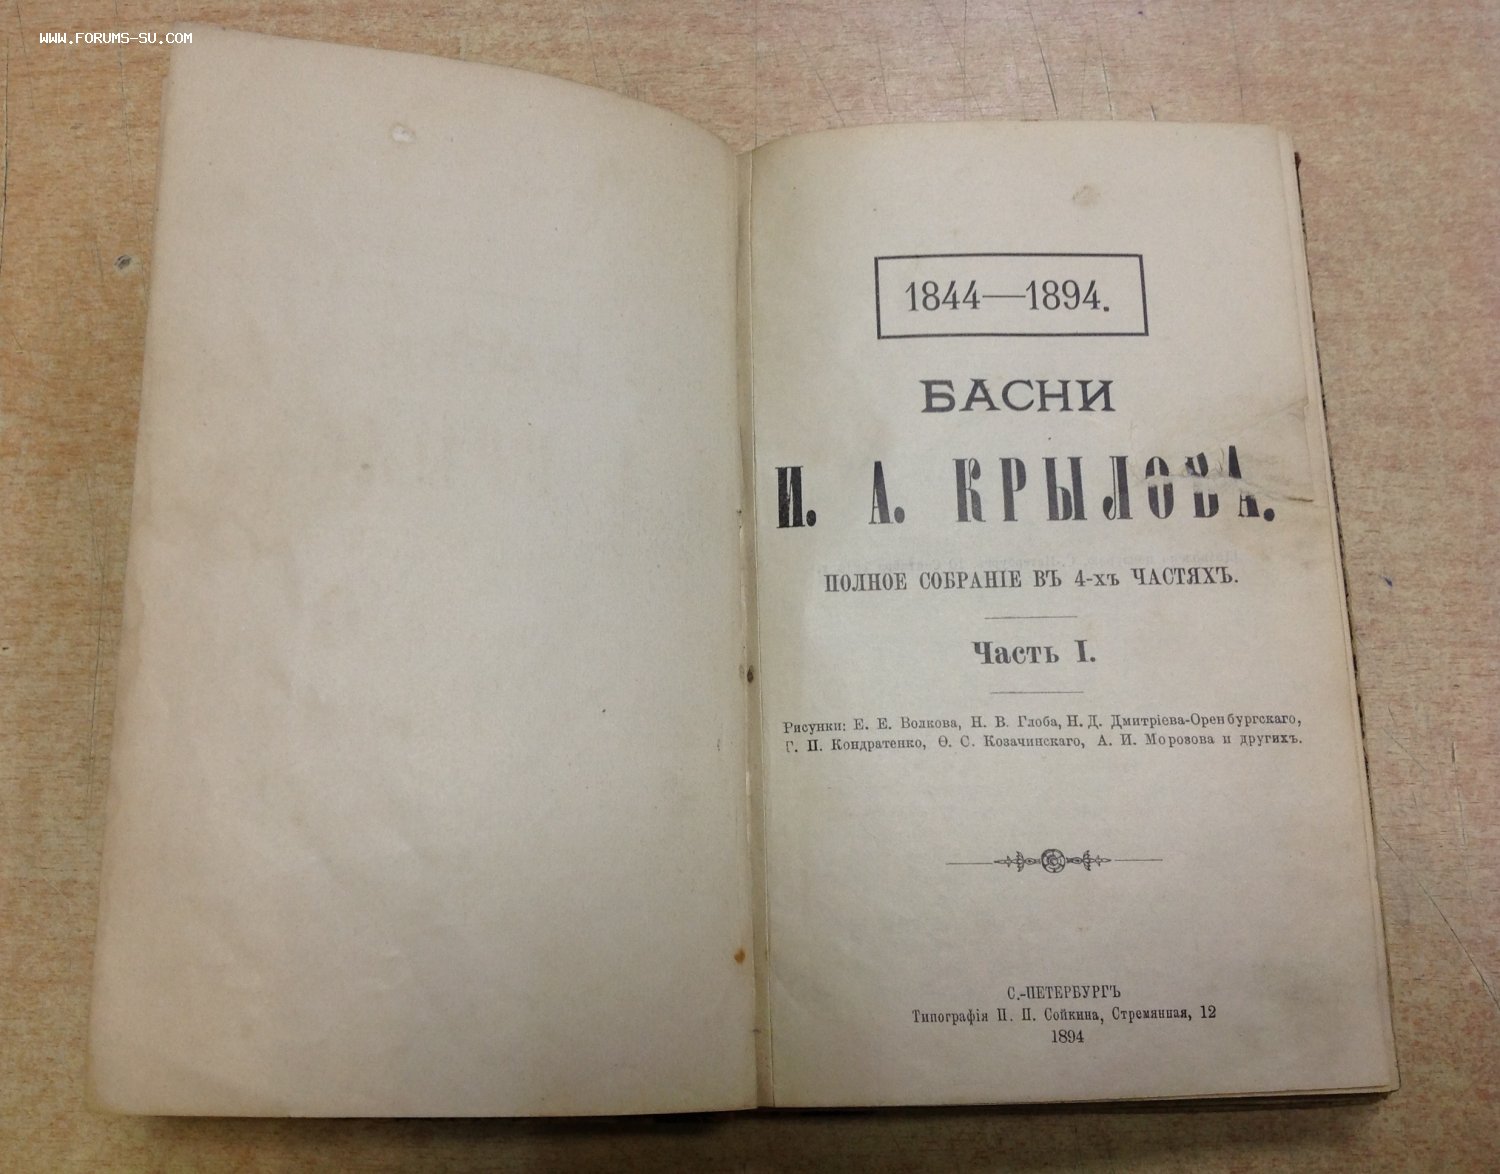 WWW.FORUMS-SU.COM
1844—1894.
БАСНИ
И. А. КРЫЛОВА.
ПОЛНОЕ СОБРАНІЕ ВЪ 4-хъ ЧАСТЯХЪ.
Часть I.
Рисунки: Е. Е. Волкова, Н. В. Глоба, Н. Д. Дмитріева-Оренбургскаго,
Г. П. Кондратенко, Ѳ. С. Козачинскаго, А. И. Морозова и другихъ.
С.-ПЕТЕРБУРГЪ
Типографія П. П. Сойкина, Стремянная, 12
1894